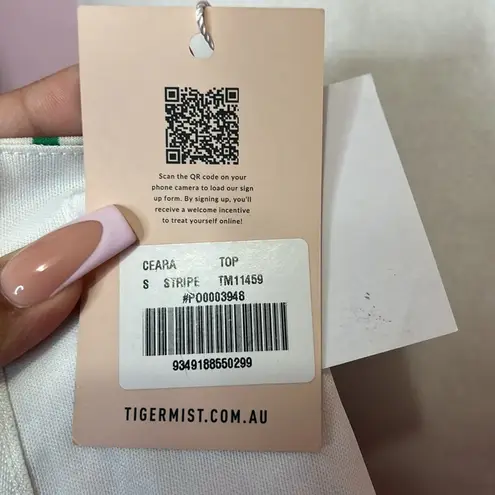 Scan the QR code on your
phone camera to load our sign
up form. By signing up, you'll
receive a welcome incentive
to treat yourself online!
CEARA TOP
S STRIPE TM11459
#PO0003948
9349188550299
TIGERMIST.COM.AU